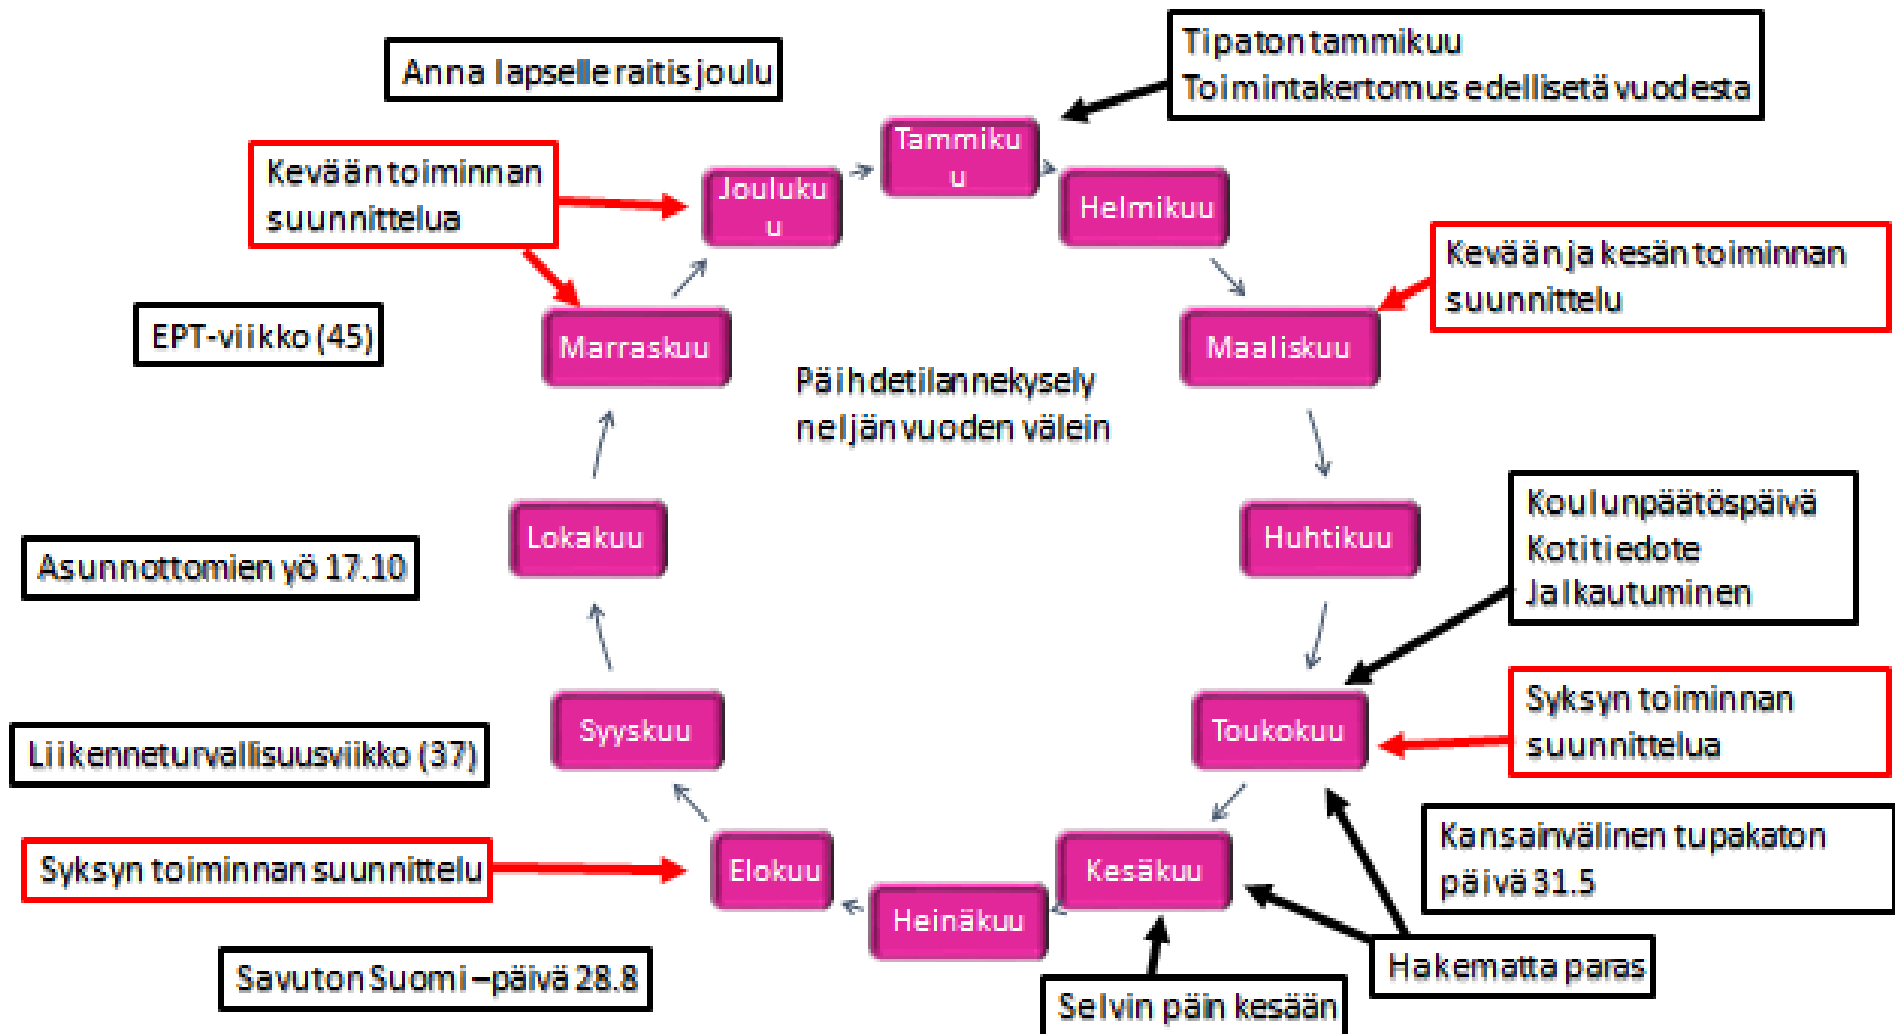 Anna lapselle raitis joulu
Tipaton tammikuu
Toimintakertomus edellisetä vuodesta
Tammiku
u
Kevään toiminnan
suunnittelua
Jouluku
u
Helmikuu
Kevään ja kesän toiminnan
suunnittelu
EPT-viikko (45)
Marraskuu
Maaliskuu
Päihdetilannekysely
neljän vuoden välein
Koulunpäätöspäivä
Kotitiedote
Jalkautuminen
Lokakuu
Huhtikuu
Asunnottomien yö 17.10
Syyskuu
Toukokuu
Syksyn toiminnan
suunnittelua
Liikenneturvallisuusviikko (37)
Kansainvälinen tupakaton
päivä 31.5
Syksyn toiminnan suunnittelu
Elokuu
Kesäkuu
Heinäkuu
Hakematta paras
Savuton Suomi –päivä 28.8
Selvin päin kesään